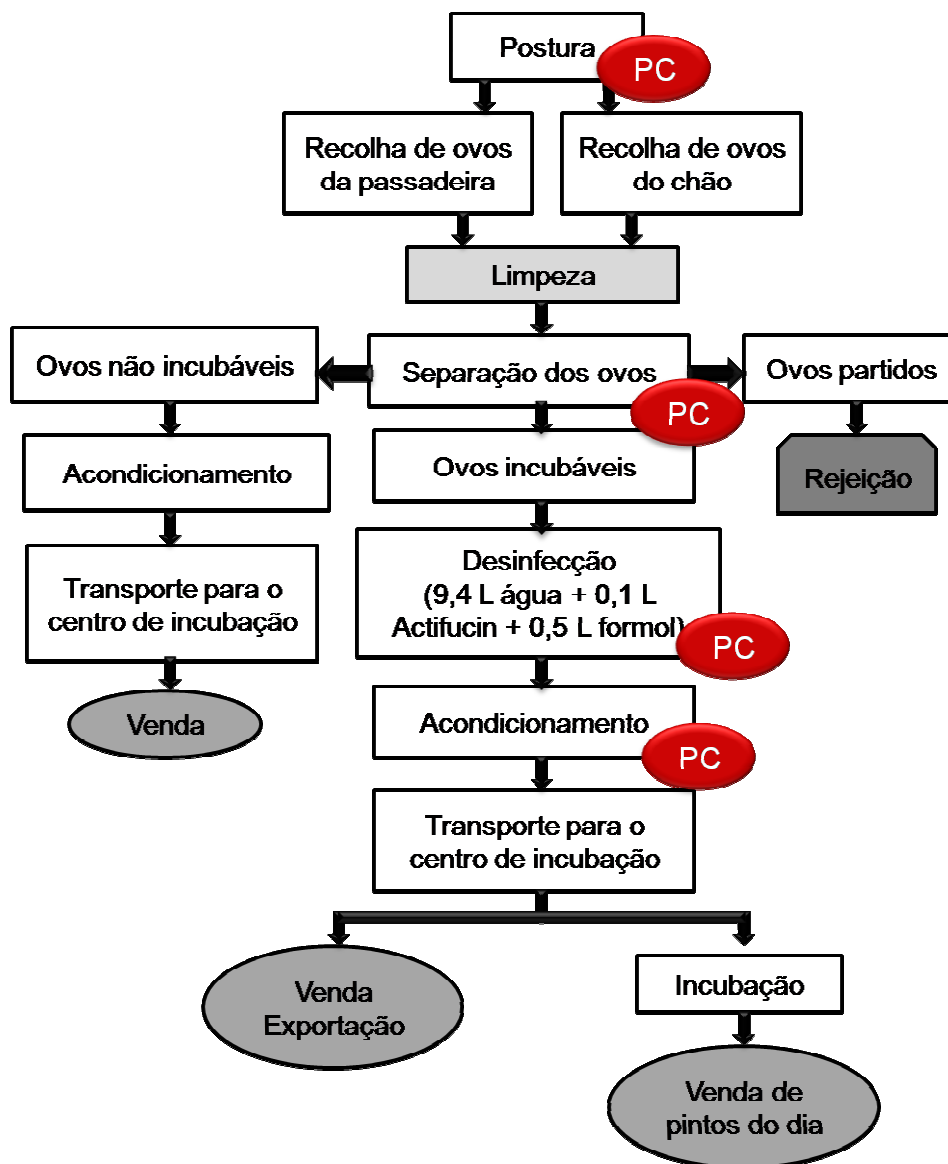 Postura
PC
Recolha de ovos
da passadeira
Recolha de ovos
do chão
Limpeza
Ovos não incubáveis
Separação dos ovos
Ovos partidos
PC
Acondicionamento
Ovos incubáveis
Rejeição
Transporte para o
centro de incubação
Desinfecção
(9,4 L água + 0,1 L
Actifucin + 0,5 L formol)
PC
Venda
Acondicionamento
PC
Transporte para o
centro de incubação
Venda
Exportação
Incubação
Venda de
pintos do dia